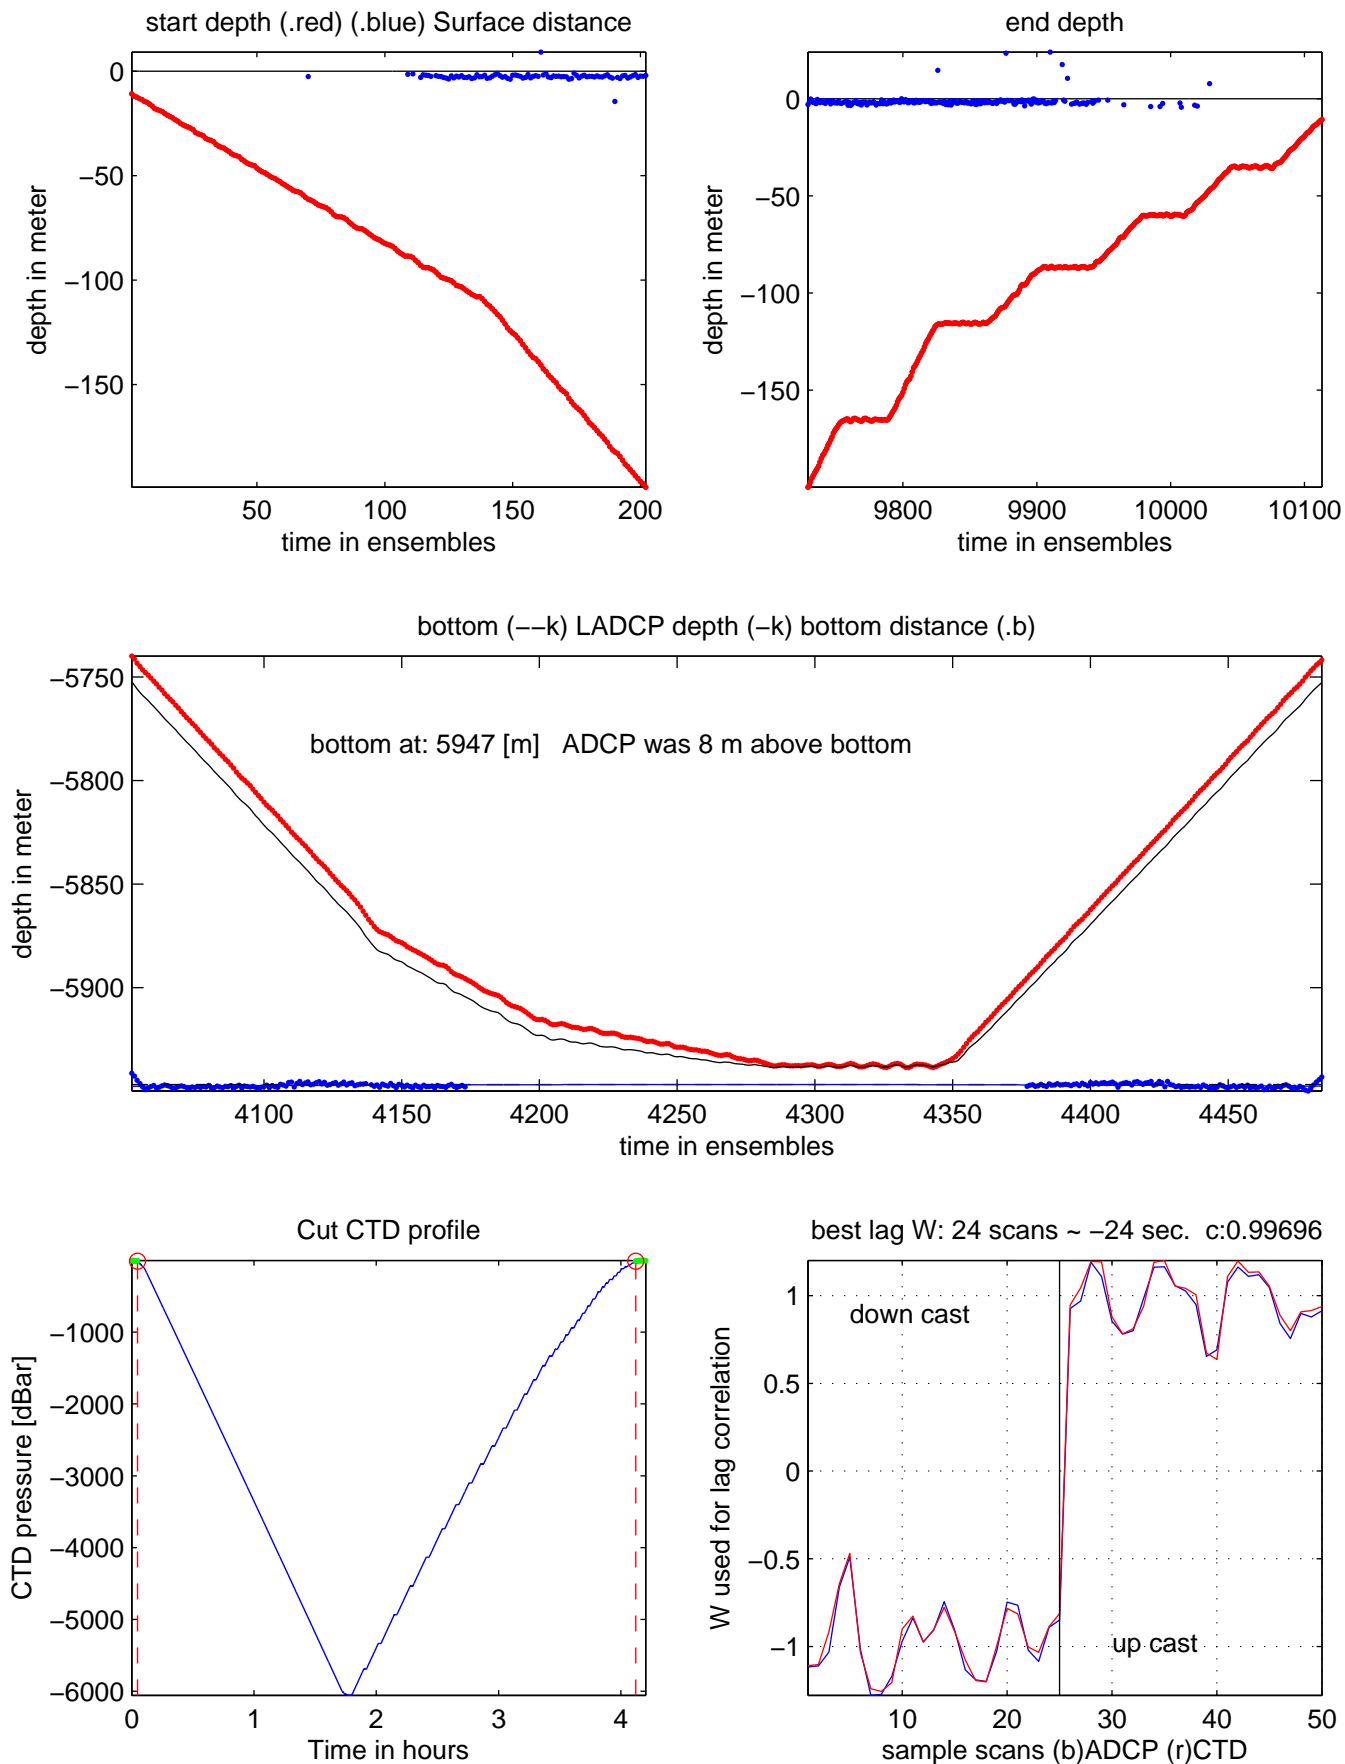 start depth (.red) (.blue) Surface distance
end depth
0
−50
−100
−150
depth in meter
50
100
150
200
time in ensembles
0
−50
−100
−150
depth in meter
9800
9900
10000
10100
time in ensembles
bottom (−−k) LADCP depth (−k) bottom distance (.b)
−5750
−5800
−5850
−5900
depth in meter
bottom at: 5947 [m] ADCP was 8 m above bottom
4100
4150
4200
4250
4300
4350
4400
4450
time in ensembles
Cut CTD profile
−1000
−2000
−3000
−4000
−5000
−6000
CTD pressure [dBar]
0
1
2
3
4
Time in hours
best lag W: 24 scans ~ −24 sec. c:0.99696
1
0.5
0
−0.5
−1
W used for lag correlation
down cast
up cast
10
20
30
40
50
sample scans (b)ADCP (r)CTD